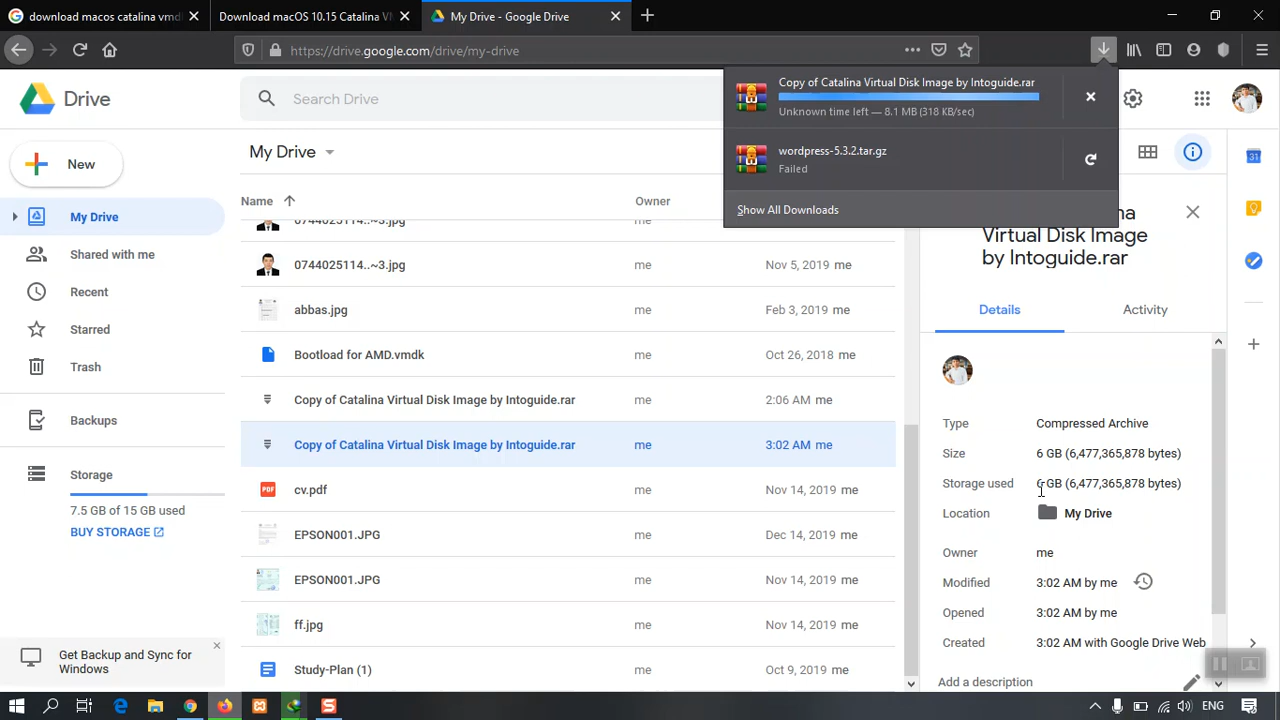 download macos catalina vmdk
Download macOS 10.15 Catalina VM
My Drive - Google Drive
https://drive.google.com/drive/my-drive
Drive
Search Drive
Copy of Catalina Virtual Disk Image by Intoguide.rar
Unknown time left — 8.1 MB (318 KB/sec)
wordpress-5.3.2.tar.gz
Failed
Show All Downloads
New
My Drive
Shared with me
Recent
Starred
Trash
Backups
Storage
7.5 GB of 15 GB used
BUY STORAGE
Get Backup and Sync for
Windows
My Drive
Name
Owner
0744025114..~3.jpg
me
0744025114..~3.jpg me Nov 5, 2019 me
abbas.jpg me Feb 3, 2019 me
Bootload for AMD.vmdk me Oct 26, 2018 me
Copy of Catalina Virtual Disk Image by Intoguide.rar me 2:06 AM me
Copy of Catalina Virtual Disk Image by Intoguide.rar me 3:02 AM me
cv.pdf me Nov 14, 2019 me
EPSON001.JPG me Dec 14, 2019 me
EPSON001.JPG me Nov 14, 2019 me
ff.jpg me Nov 14, 2019 me
Study-Plan (1) me Oct 9, 2019 me
Virtual Disk Image
by Intoguide.rar
Details Activity
Type Compressed Archive
Size 6 GB (6,477,365,878 bytes)
Storage used 6 GB (6,477,365,878 bytes)
Location My Drive
Owner me
Modified 3:02 AM by me
Opened 3:02 AM by me
Created 3:02 AM with Google Drive Web
Add a description
31
ENG